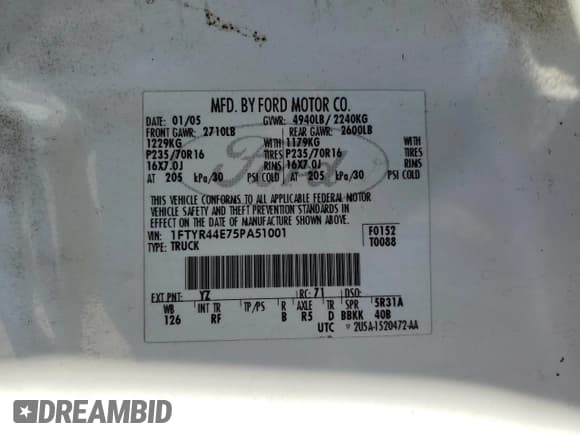 MFD. BY FORD MOTOR CO.
DATE: 01/05 GVWR: 4940LB/ 2240KG
FRONT GAWR: 2710LB REAR GAWR: 2600LB
1229KG WITH 1179KG WITH
P235/70R16 TIRES P235/70R16 TIRES
16X7.0J RIMS 16X7.0J RIMS
AT 205 kPa/30 PSI COLD AT 205 kPa/30 PSI COLD
Ford
THIS VEHICLE CONFORMS TO ALL APPLICABLE FEDERAL MOTOR
VEHICLE SAFETY AND THEFT PREVENTION STANDARDS IN
EFFECT ON THE DATE OF MANUFACTURE SHOWN ABOVE.
VIN: 1FTYR44E75PA51001 F0152
TYPE: TRUCK T0088
EXT PNT: YZ RC: 71 DSO:
WB INT TR TP/PS R AXLE TR SPR 5R31A
126 RF B R5 D BBKK 40B
UTC 2U5A-1520472-AA
DREAMBID